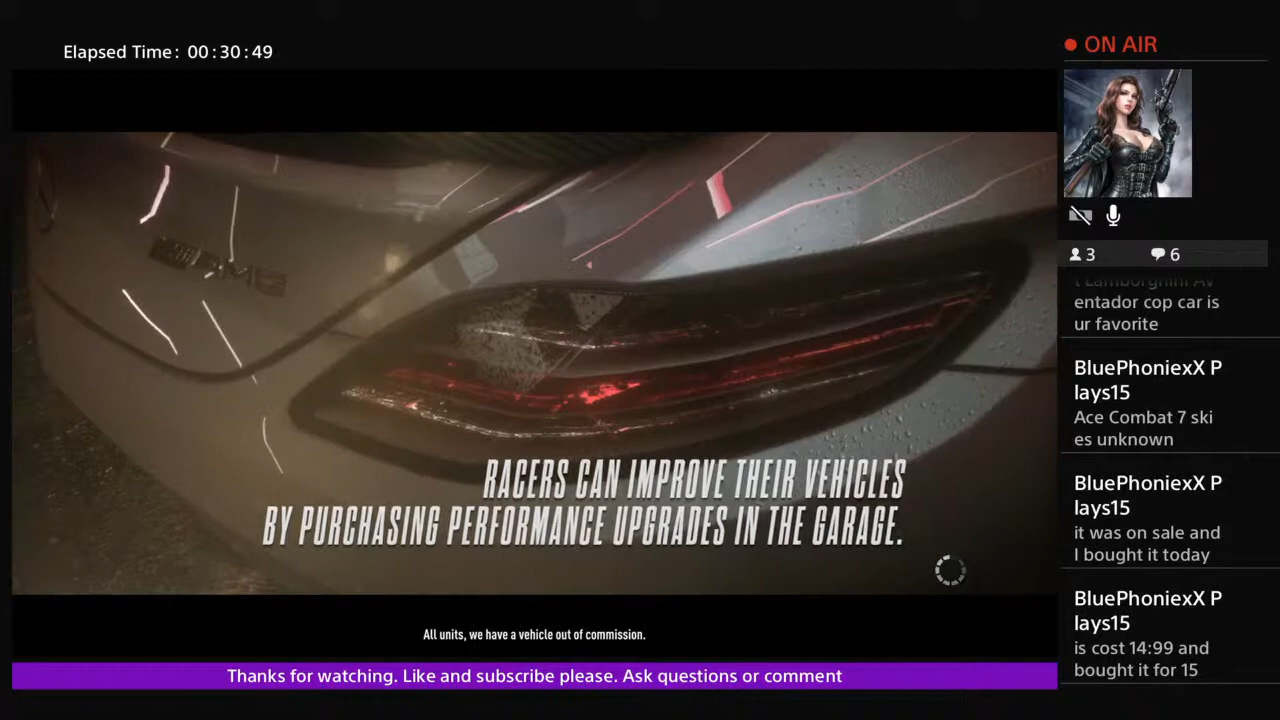 Elapsed Time: 00:30:49
ON AIR
3
6
entador cop car is
ur favorite
BluePhoniexX P
lays15
Ace Combat 7 ski
es unknown
BluePhoniexX P
lays15
it was on sale and
I bought it today
BluePhoniexX P
lays15
is cost 14:99 and
bought it for 15
AMG
RACERS CAN IMPROVE THEIR VEHICLES
BY PURCHASING PERFORMANCE UPGRADES IN THE GARAGE.
All units, we have a vehicle out of commission.
Thanks for watching. Like and subscribe please. Ask questions or comment